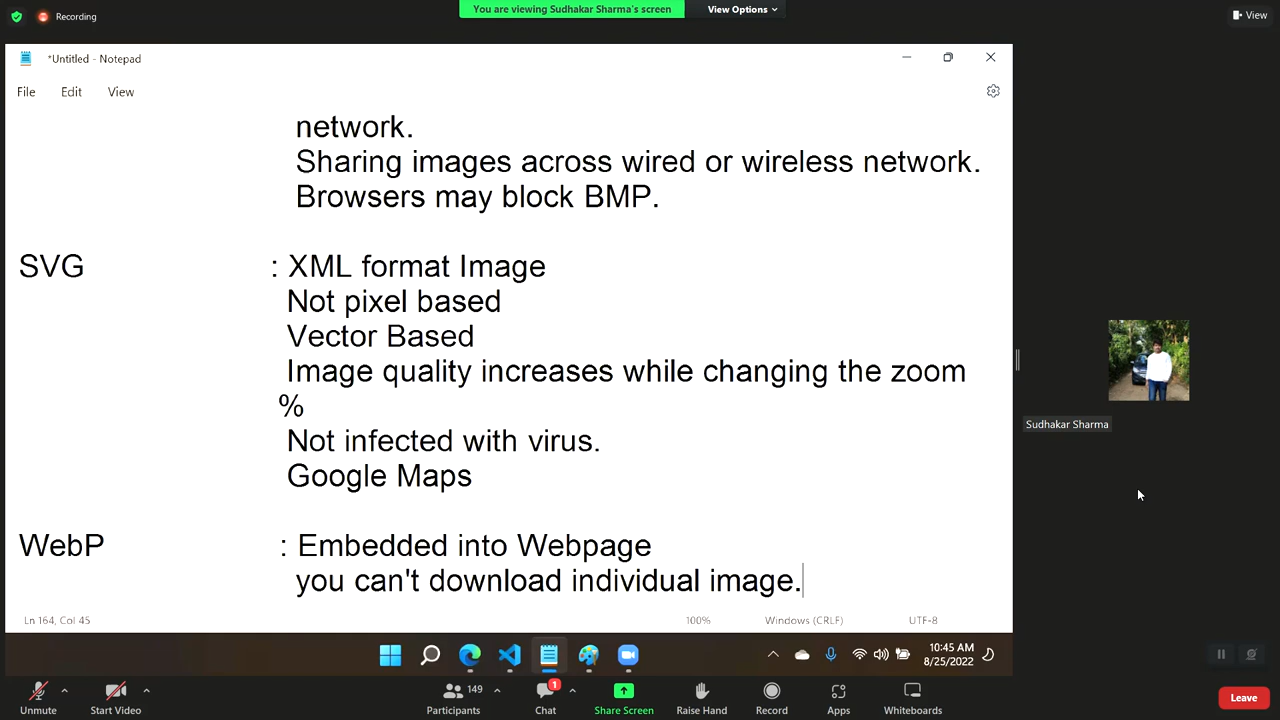 Recording
You are viewing Sudhakar Sharma's screen
View Options
View
*Untitled - Notepad
File Edit View
network.
Sharing images across wired or wireless network.
Browsers may block BMP.
SVG : XML format Image
Not pixel based
Vector Based
Image quality increases while changing the zoom
%
Not infected with virus.
Google Maps
WebP : Embedded into Webpage
you can't download individual image.
Sudhakar Sharma
Ln 164, Col 45 100% Windows (CRLF) UTF-8
10:45 AM
8/25/2022
149
1
Unmute Start Video Participants Chat Share Screen Raise Hand Record Apps Whiteboards Leave